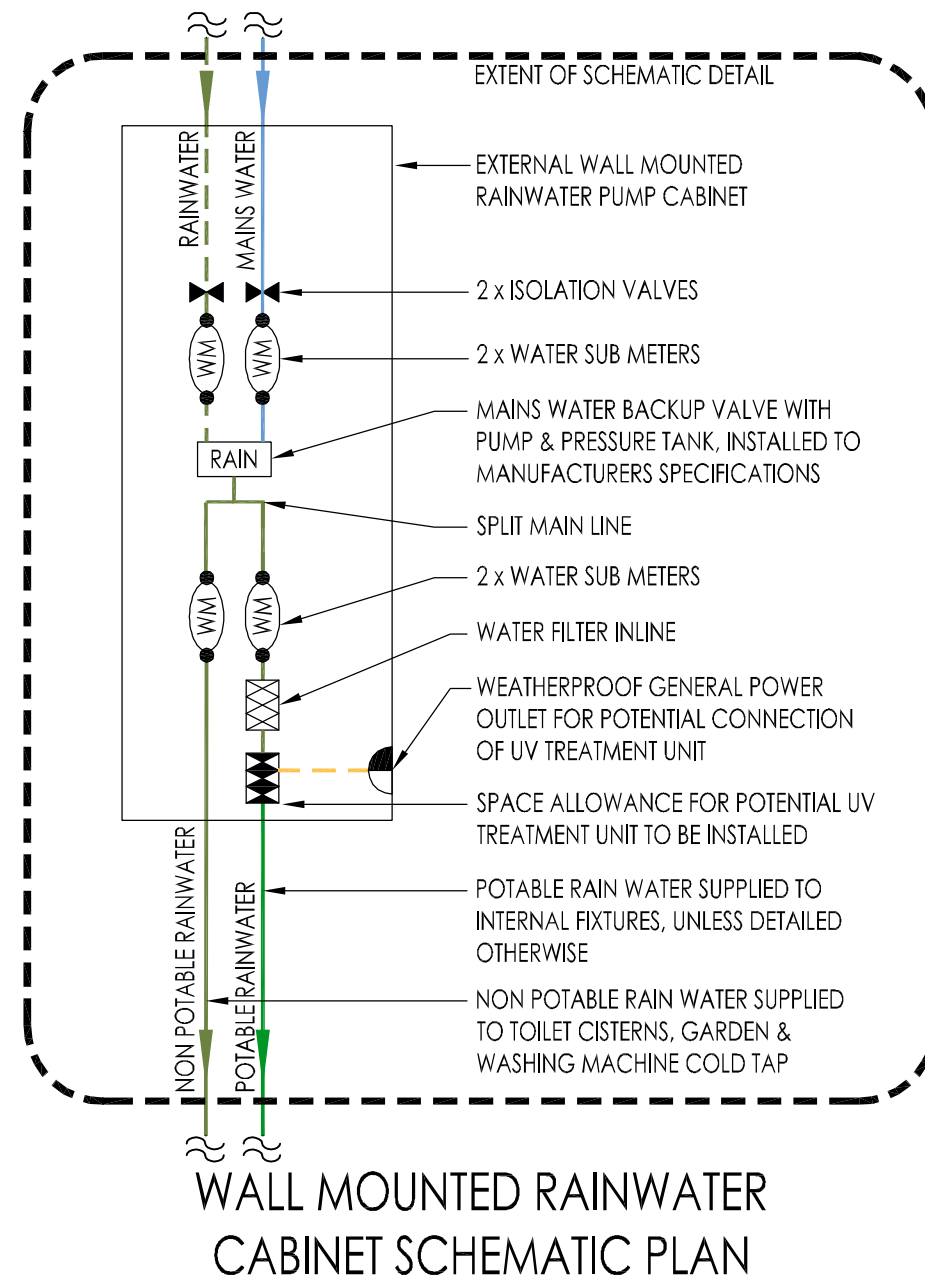 EXTENT OF SCHEMATIC DETAIL
RAINWATER
MAINS WATER
EXTERNAL WALL MOUNTED
RAINWATER PUMP CABINET
2 x ISOLATION VALVES
WM
WM
2 x WATER SUB METERS
RAIN
MAINS WATER BACKUP VALVE WITH
PUMP & PRESSURE TANK, INSTALLED TO
MANUFACTURERS SPECIFICATIONS
SPLIT MAIN LINE
WM
WM
2 x WATER SUB METERS
WATER FILTER INLINE
WEATHERPROOF GENERAL POWER
OUTLET FOR POTENTIAL CONNECTION
OF UV TREATMENT UNIT
SPACE ALLOWANCE FOR POTENTIAL UV
TREATMENT UNIT TO BE INSTALLED
NON POTABLE RAINWATER
POTABLE RAINWATER
POTABLE RAIN WATER SUPPLIED TO
INTERNAL FIXTURES, UNLESS DETAILED
OTHERWISE
NON POTABLE RAIN WATER SUPPLIED
TO TOILET CISTERNS, GARDEN &
WASHING MACHINE COLD TAP
WALL MOUNTED RAINWATER
CABINET SCHEMATIC PLAN